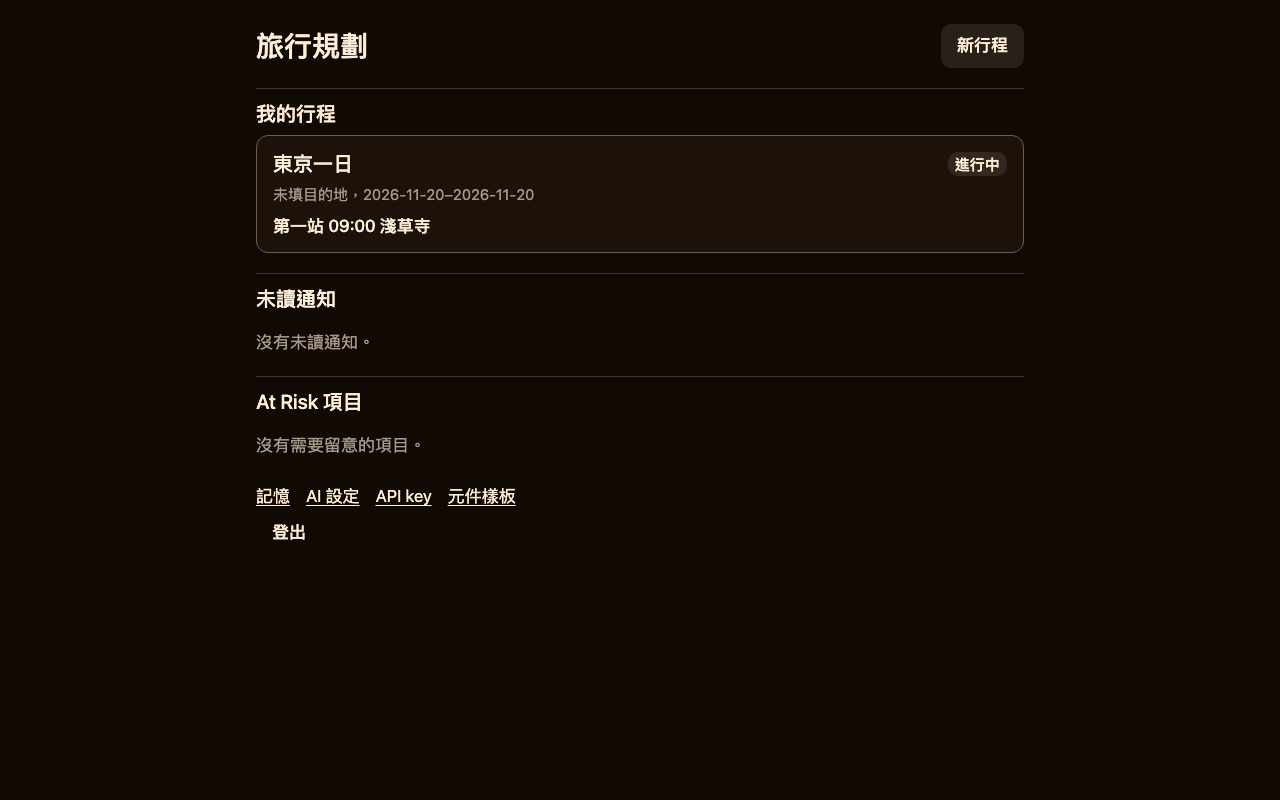 旅行規劃
新行程
我的行程
東京一日
進行中
未填目的地，2026-11-20–2026-11-20
第一站 09:00 淺草寺
未讀通知
沒有未讀通知。
At Risk 項目
沒有需要留意的項目。
記憶 AI 設定 API key 元件樣板
登出